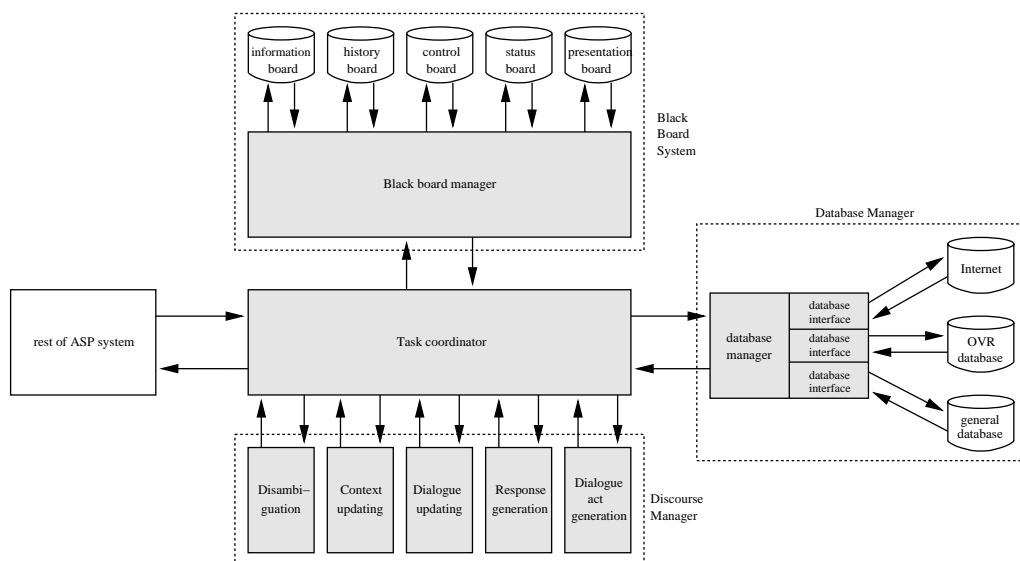 information
board
history
board
control
board
status
board
presentation
board
Black
Board
System
Black board manager
Database Manager
Internet
rest of ASP system
Task coordinator
database
manager
database
interface
database
interface
database
interface
OVR
database
general
database
Disambi–
guation
Context
updating
Dialogue
updating
Response
generation
Dialogue
act
generation
Discourse
Manager